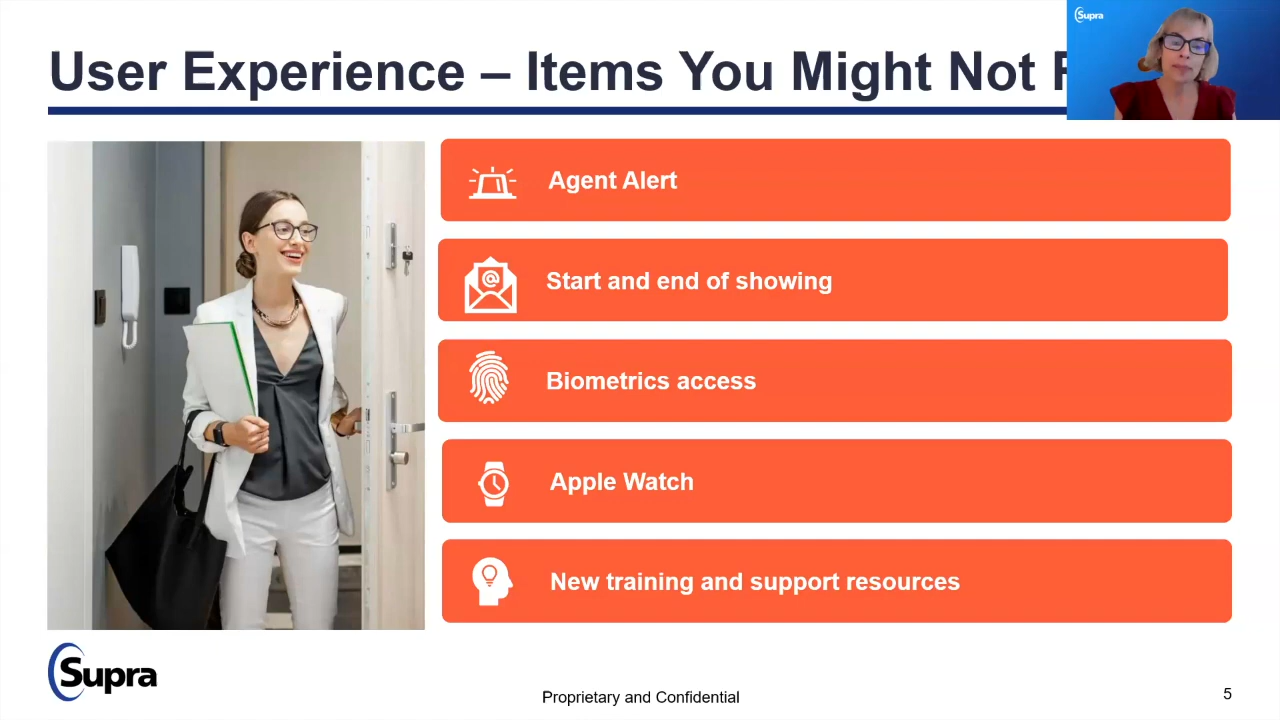 Supra
User Experience – Items You Might Not
Agent Alert
@
Start and end of showing
Biometrics access
Apple Watch
New training and support resources
Supra
Proprietary and Confidential
5